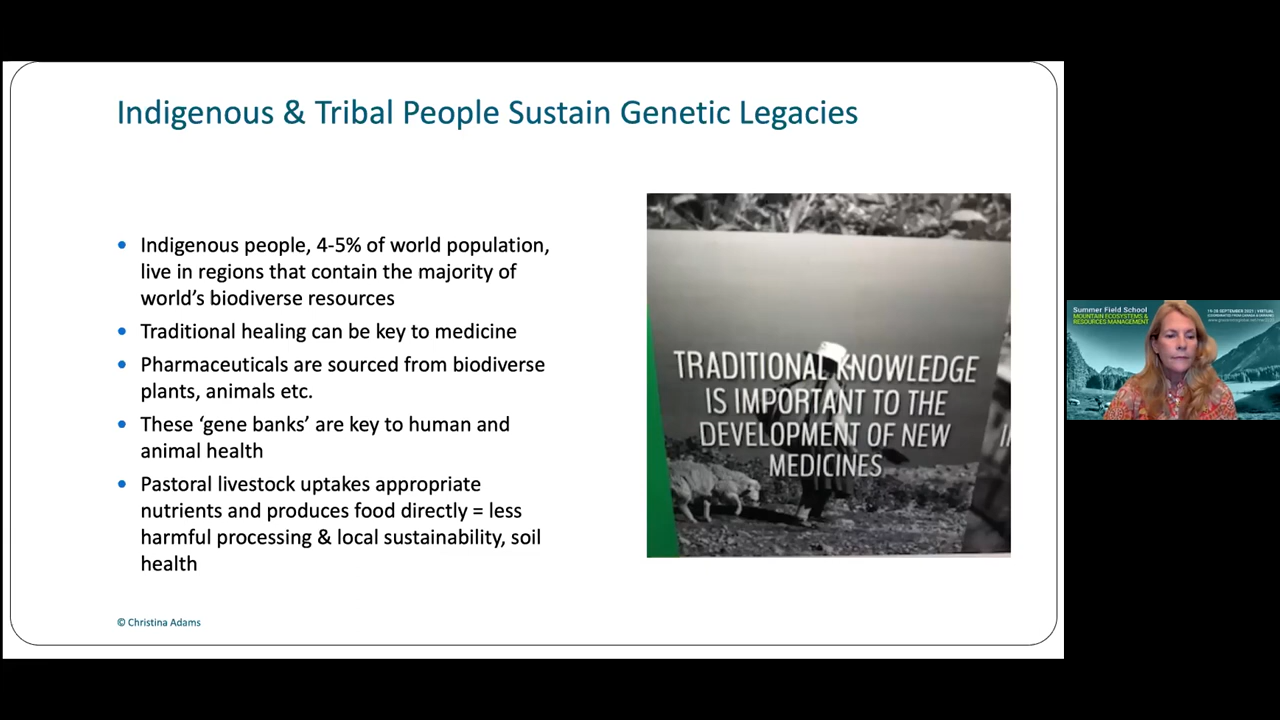 Indigenous & Tribal People Sustain Genetic Legacies
• Indigenous people, 4-5% of world population,
live in regions that contain the majority of
world's biodiverse resources
• Traditional healing can be key to medicine
• Pharmaceuticals are sourced from biodiverse
plants, animals etc.
• These ‘gene banks’ are key to human and
animal health
• Pastoral livestock uptakes appropriate
nutrients and produces food directly = less
harmful processing & local sustainability, soil
health
© Christina Adams
TRADITIONAL KNOWLEDGE
IS IMPORTANT TO THE
DEVELOPMENT OF NEW
MEDICINES
Summer Field School
MOUNTAIN ECOSYSTEMS &
RESOURCES MANAGEMENT